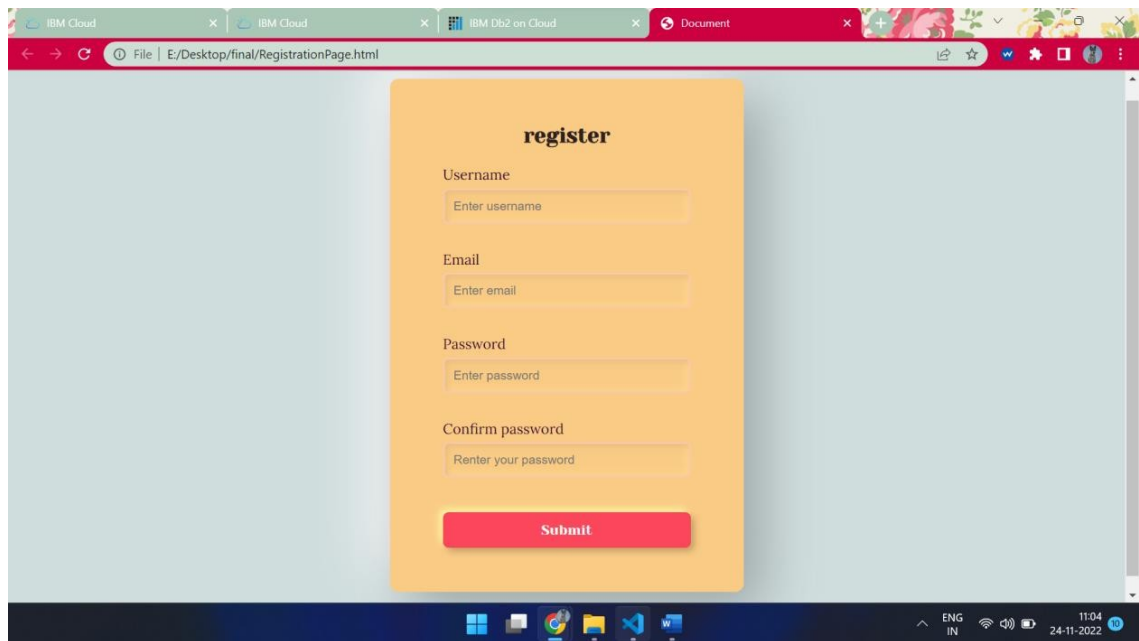 IBM Cloud
IBM Cloud
IBM Db2 on Cloud
Document
File | E:/Desktop/final/RegistrationPage.html
register
Username
Enter username
Email
Enter email
Password
Enter password
Confirm password
Renter your password
Submit
ENG
IN
11:04
24-11-2022
10